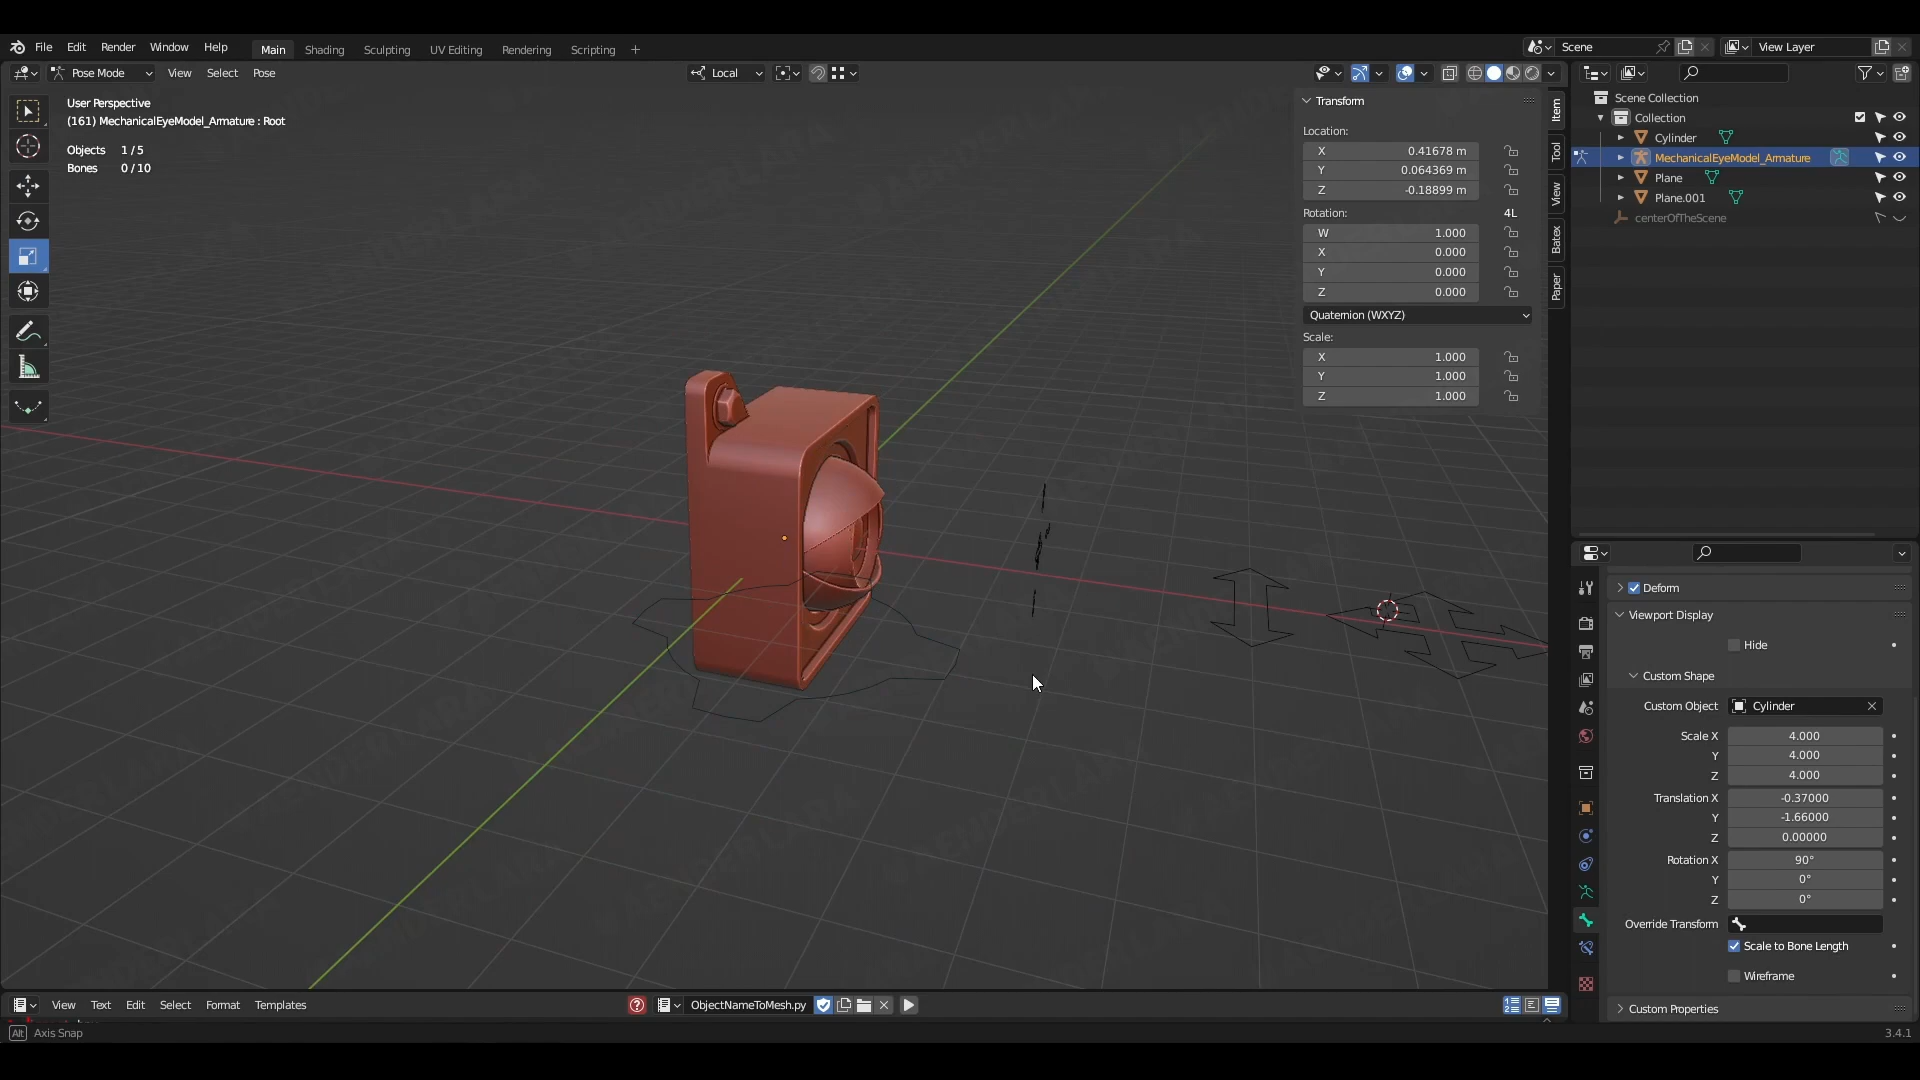 File Edit Render Window Help
Main Shading Sculpting UV Editing Rendering Scripting +
Scene
View Layer
Pose Mode View Select Pose
Local
User Perspective
(161) MechanicalEyeModel_Armature : Root
Objects 1 / 5
Bones 0 / 10
Transform
Location:
X 0.41678 m
Y 0.064369 m
Z -0.18899 m
Rotation: 4L
W 1.000
X 0.000
Y 0.000
Z 0.000
Quaternion (WXYZ)
Scale:
X 1.000
Y 1.000
Z 1.000
Item
Tool
View
Batex
Paper
Scene Collection
Collection
Cylinder
MechanicalEyeModel_Armature
Plane
Plane.001
centerOfTheScene
Deform
Viewport Display
Hide
Custom Shape
Custom Object Cylinder
Scale X 4.000
Y 4.000
Z 4.000
Translation X -0.37000
Y -1.66000
Z 0.00000
Rotation X 90°
Y 0°
Z 0°
Override Transform
Scale to Bone Length
Wireframe
Custom Properties
View Text Edit Select Format Templates
ObjectNameToMesh.py
Alt Axis Snap
3.4.1